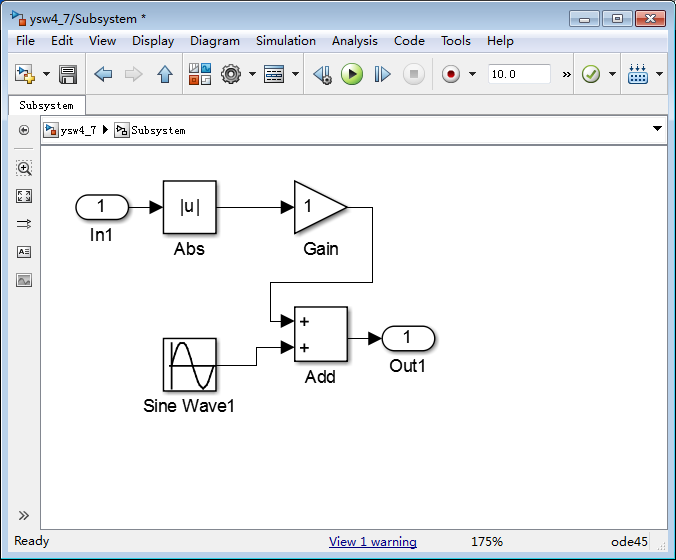 ysw4_7/Subsystem *
File Edit View Display Diagram Simulation Analysis Code Tools Help
10.0 »
Subsystem
ysw4_7 Subsystem
1
|u|
1
In1
Abs
Gain
+
+
1
Add
Out1
Sine Wave1
Ready View 1 warning 175% ode45